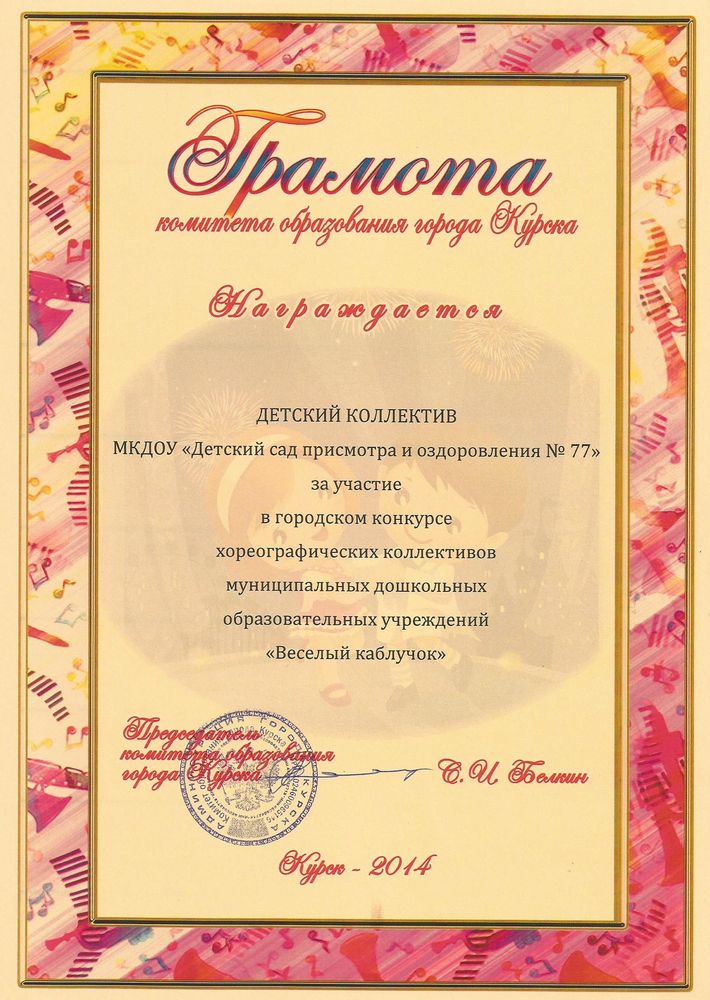 Грамота
комитета образования города Курска
Награждается
ДЕТСКИЙ КОЛЛЕКТИВ
МКДОУ «Детский сад присмотра и оздоровления № 77»
за участие
в городском конкурсе
хореографических коллективов
муниципальных дошкольных
образовательных учреждений
«Веселый каблучок»
Председатель
комитета образования
города Курска
С. И. Белкин
Курск - 2014